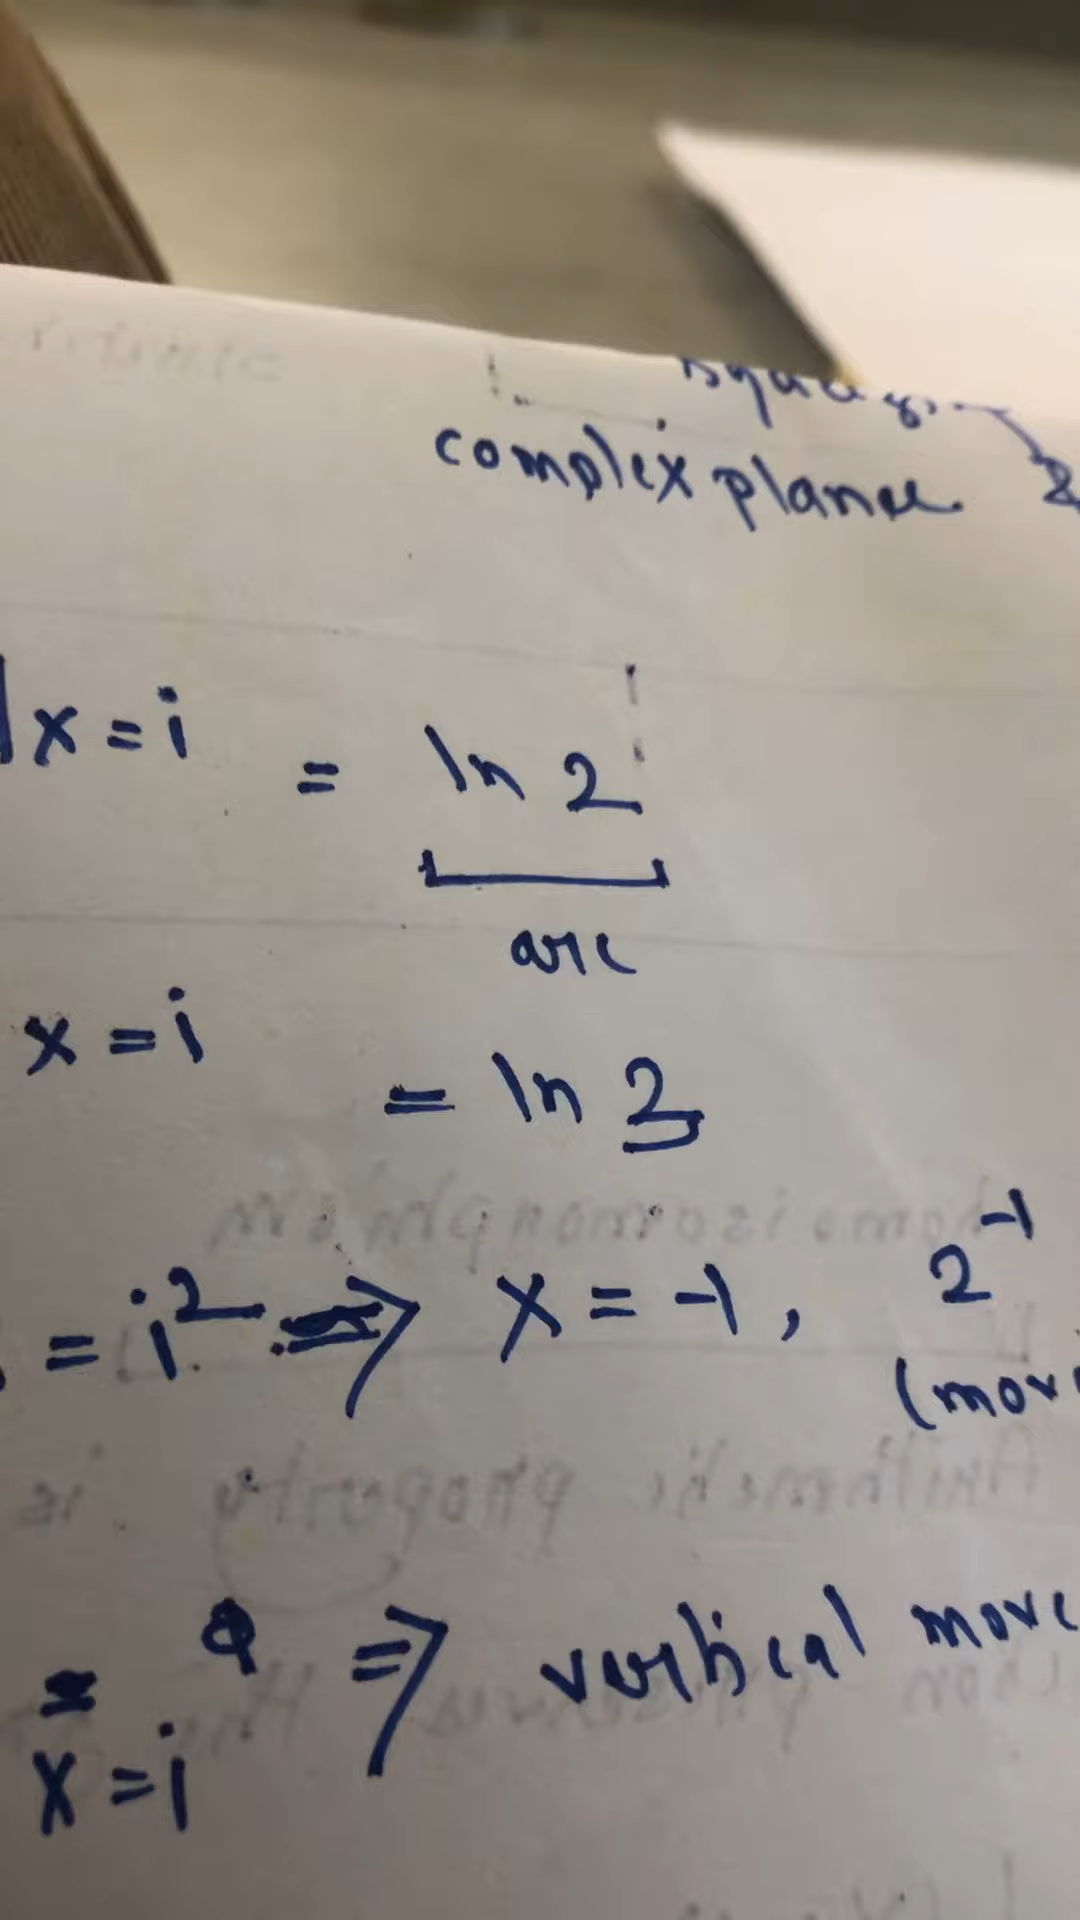 complex plane &
x = i = ln 2
arc
x = i = ln 3
= i² ⇒ x = -1, 2⁻¹
(mov
⇒ vertical move
x = i